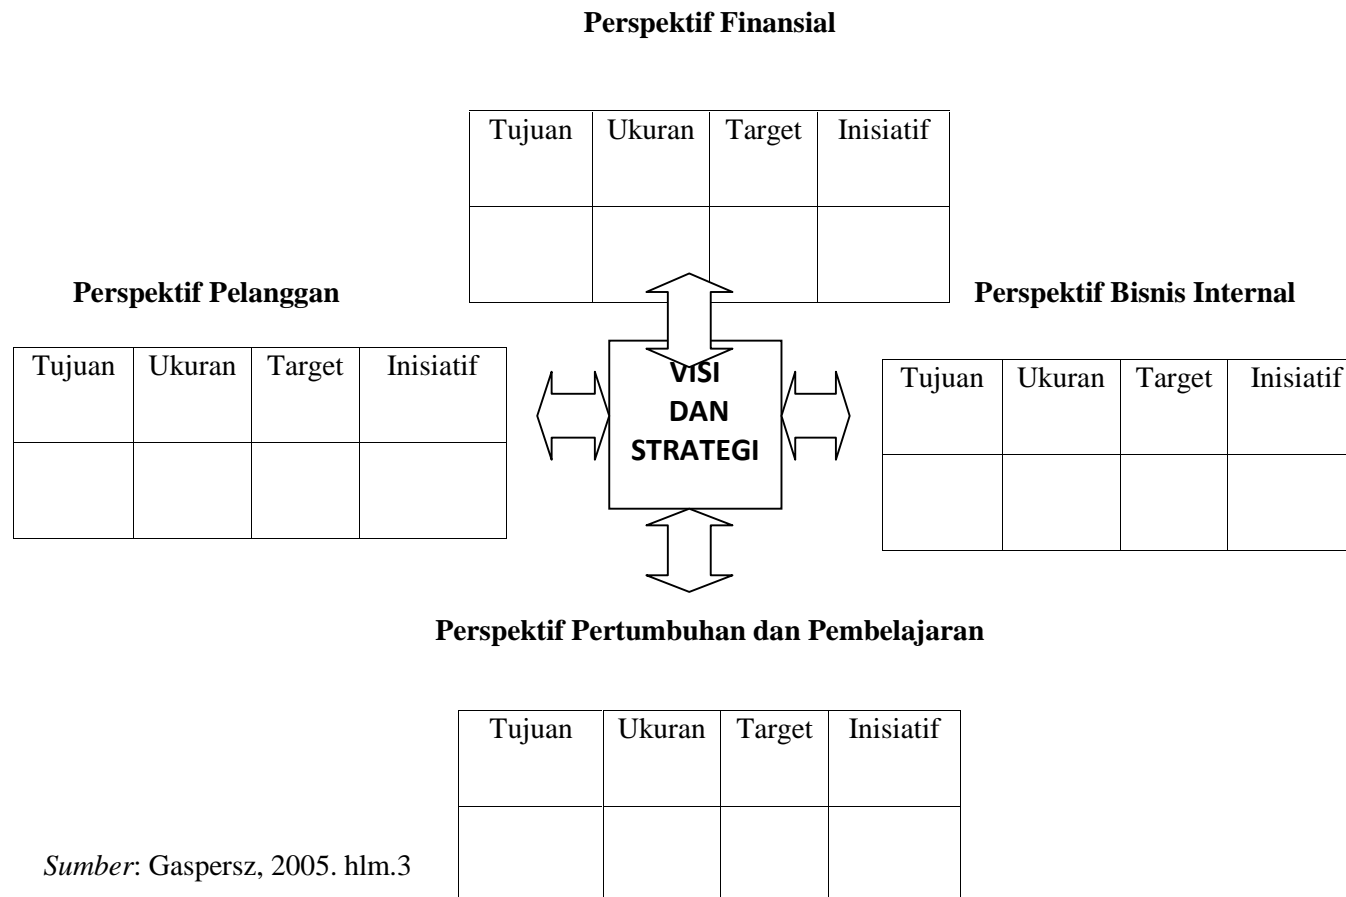 Perspektif Finansial
Tujuan Ukuran Target Inisiatif
Perspektif Pelanggan
Perspektif Bisnis Internal
Tujuan Ukuran Target Inisiatif
VISI
DAN
STRATEGI
Tujuan Ukuran Target Inisiatif
Perspektif Pertumbuhan dan Pembelajaran
Tujuan Ukuran Target Inisiatif
Sumber: Gaspersz, 2005. hlm.3